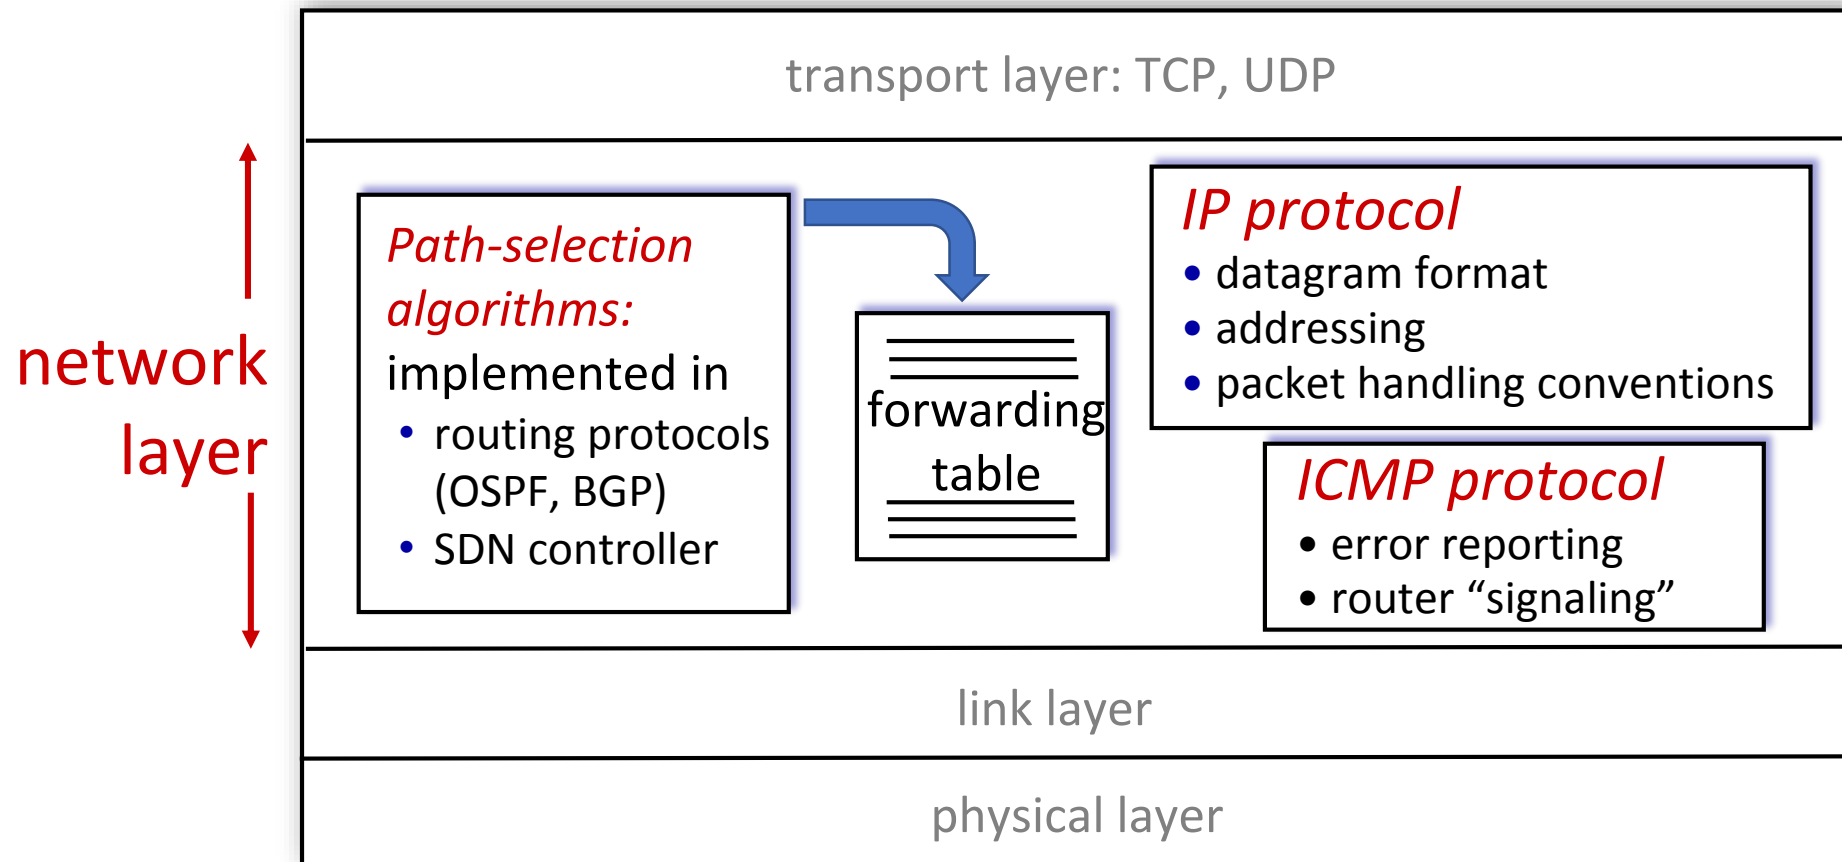 transport layer: TCP, UDP
network
layer
Path-selection
algorithms:
implemented in
• routing protocols
(OSPF, BGP)
• SDN controller
forwarding
table
IP protocol
• datagram format
• addressing
• packet handling conventions
ICMP protocol
• error reporting
• router “signaling”
link layer
physical layer